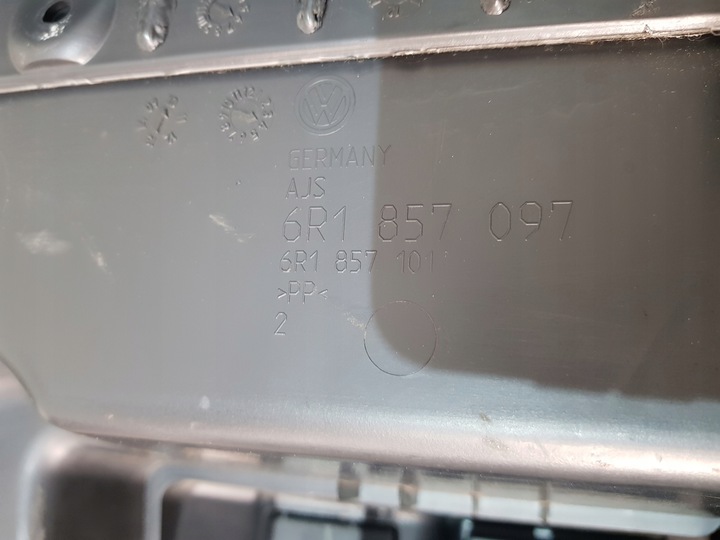 GERMANY
AJS
6R1 857 097
6R1 857 101
>PP<
2